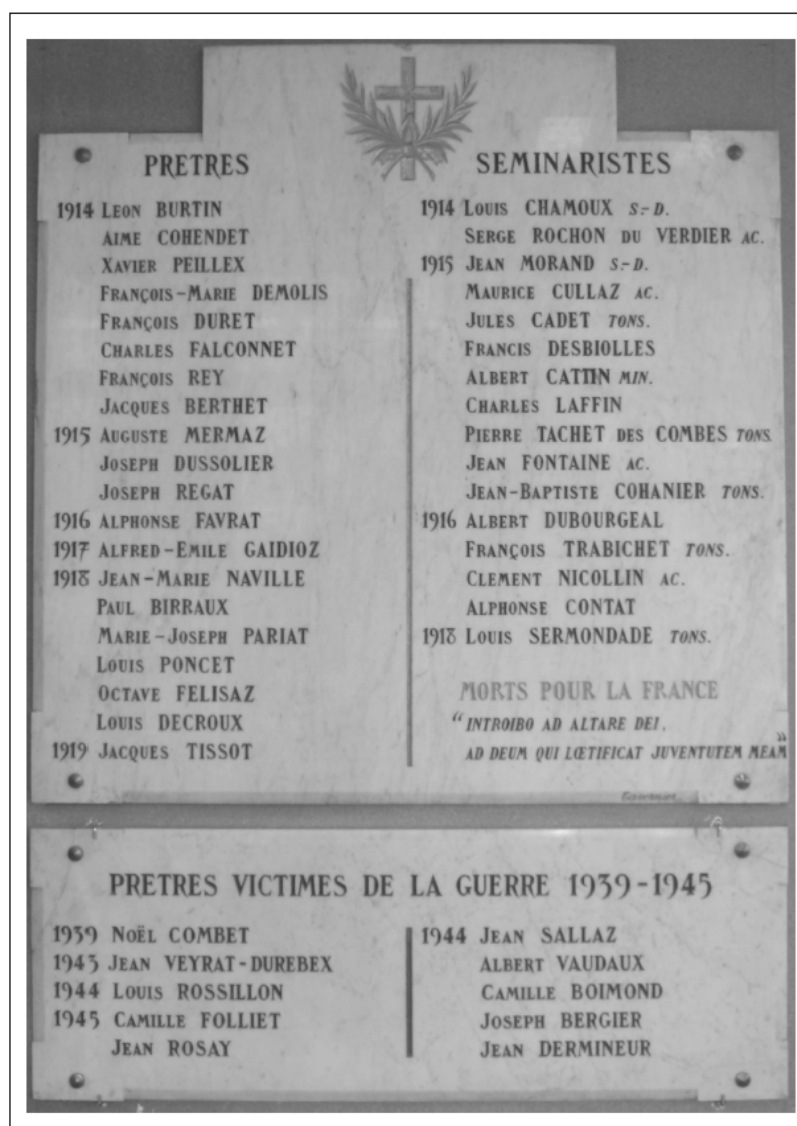 PRETRES
1914 LEON BURTIN
AIME COHENDET
XAVIER PEILLEX
FRANÇOIS-MARIE DEMOLIS
FRANÇOIS DURET
CHARLES FALCONNET
FRANÇOIS REY
JACQUES BERTHET
1915 AUGUSTE MERMAZ
JOSEPH DUSSOLIER
JOSEPH REGAT
1916 ALPHONSE FAVRAT
1917 ALFRED-EMILE GAIDIOZ
1918 JEAN-MARIE NAVILLE
PAUL BIRRAUX
MARIE-JOSEPH PARIAT
LOUIS PONCET
OCTAVE FELISAZ
LOUIS DECROUX
1919 JACQUES TISSOT
SEMINARISTES
1914 LOUIS CHAMOUX S.-D.
SERGE ROCHON DU VERDIER AC.
1915 JEAN MORAND S.-D.
MAURICE CULLAZ AC.
JULES CADET TONS.
FRANCIS DESBIOLLES
ALBERT CATTIN MIN.
CHARLES LAFFIN
PIERRE TACHET DES COMBES TONS.
JEAN FONTAINE AC.
JEAN-BAPTISTE COHANIER TONS.
1916 ALBERT DUBOURGEAL
FRANÇOIS TRABICHET TONS.
CLEMENT NICOLLIN AC.
ALPHONSE CONTAT
1918 LOUIS SERMONDADE TONS.
MORTS POUR LA FRANCE
“INTROIBO AD ALTARE DEI.
AD DEUM QUI LŒTIFICAT JUVENTUTEM MEAM”
PRETRES VICTIMES DE LA GUERRE 1939-1945
1939 NOËL COMBET
1943 JEAN VEYRAT-DUREBEX
1944 LOUIS ROSSILLON
1945 CAMILLE FOLLIET
JEAN ROSAY
1944 JEAN SALLAZ
ALBERT VAUDAUX
CAMILLE BOIMOND
JOSEPH BERGIER
JEAN DERMINEUR